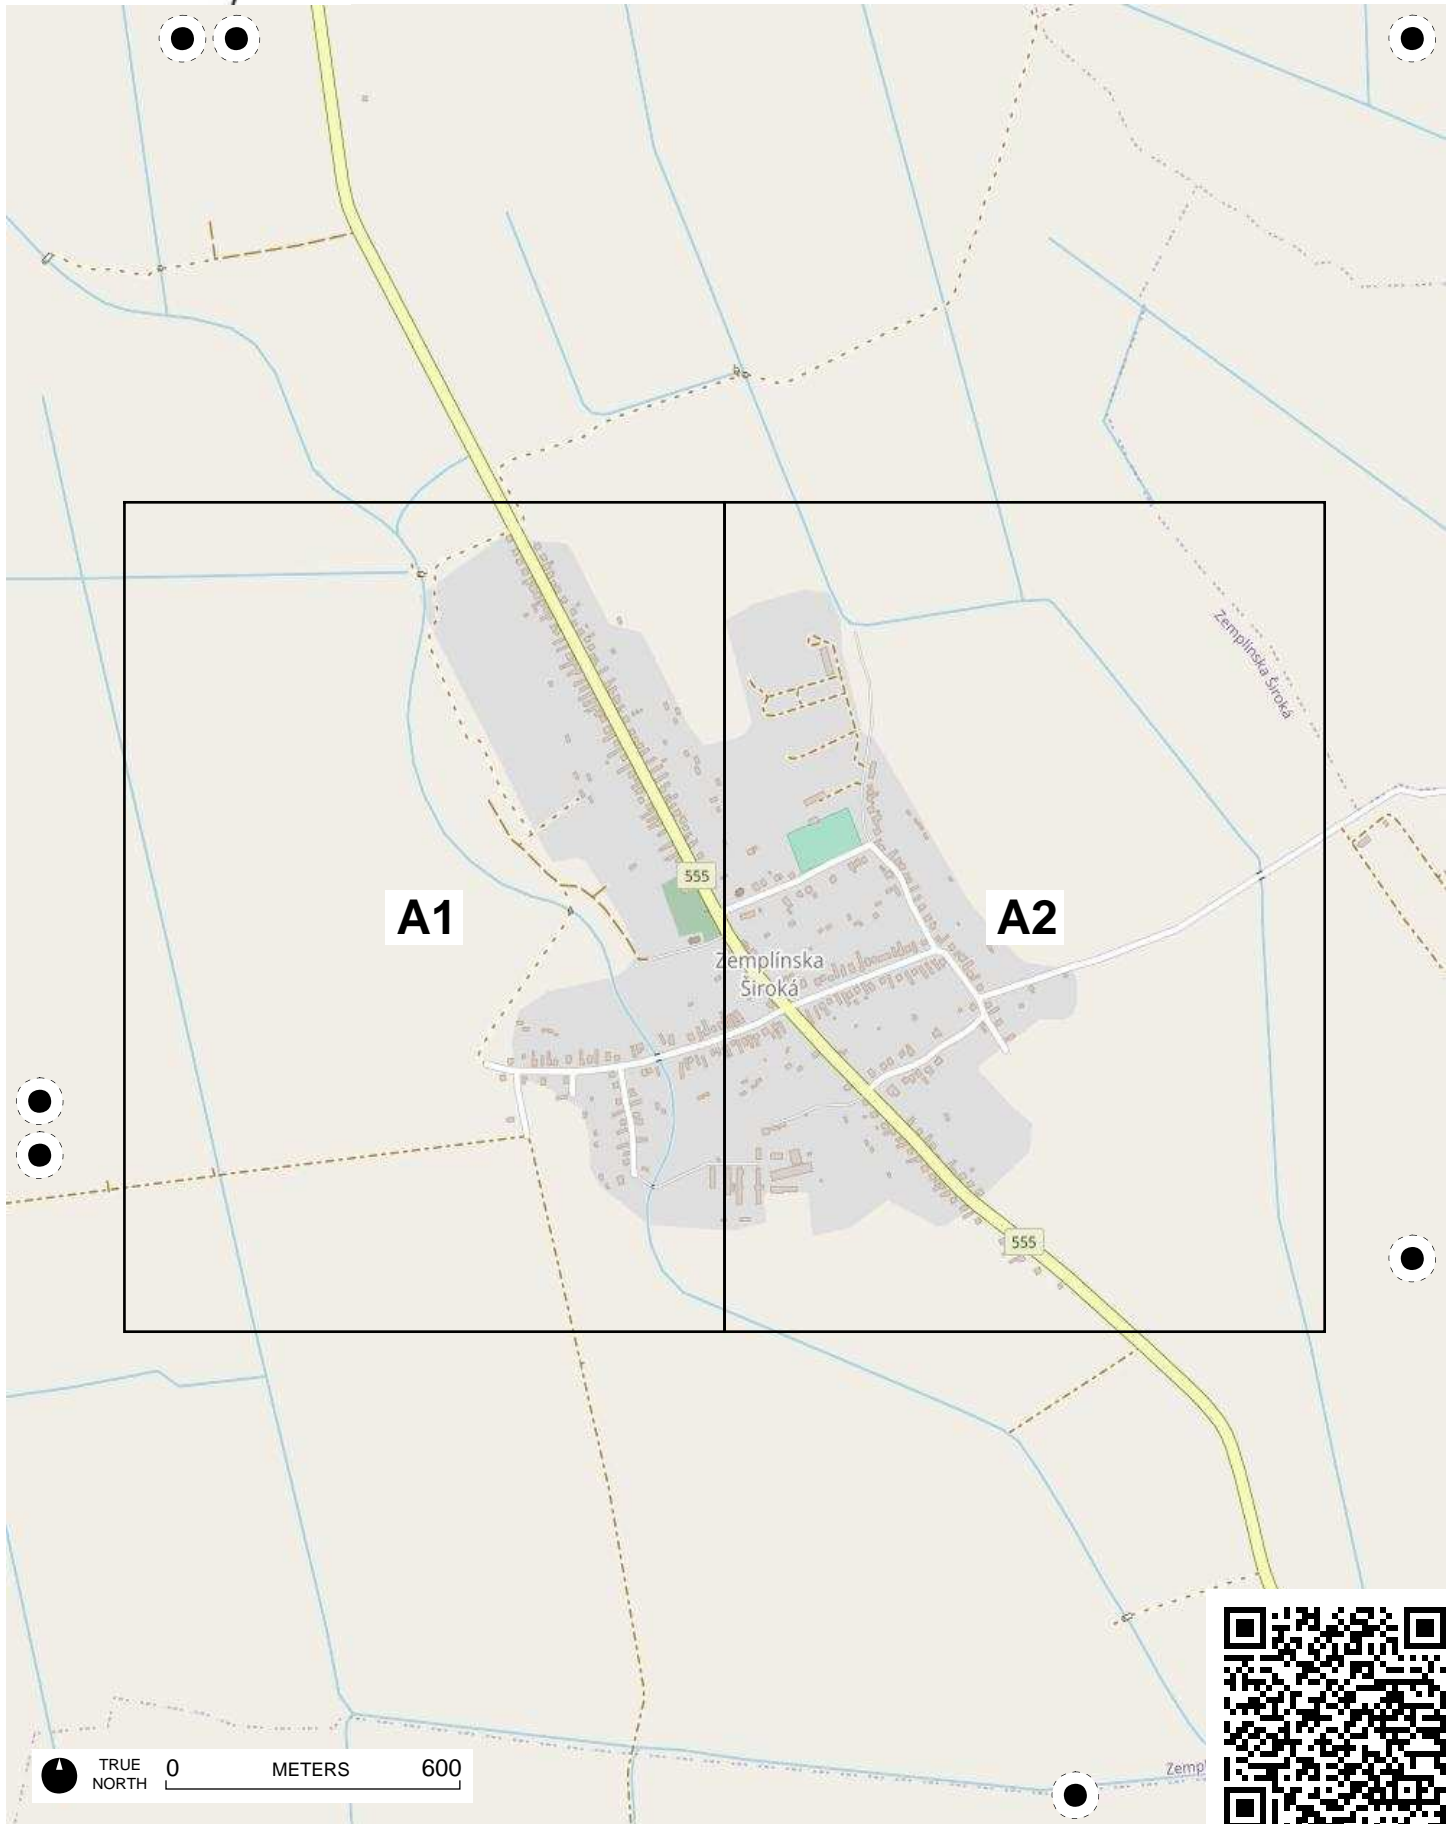 Zemplínska Široká
555
A1
A2
Zemplínska
Široká
555
TRUE
NORTH
0
METERS
600